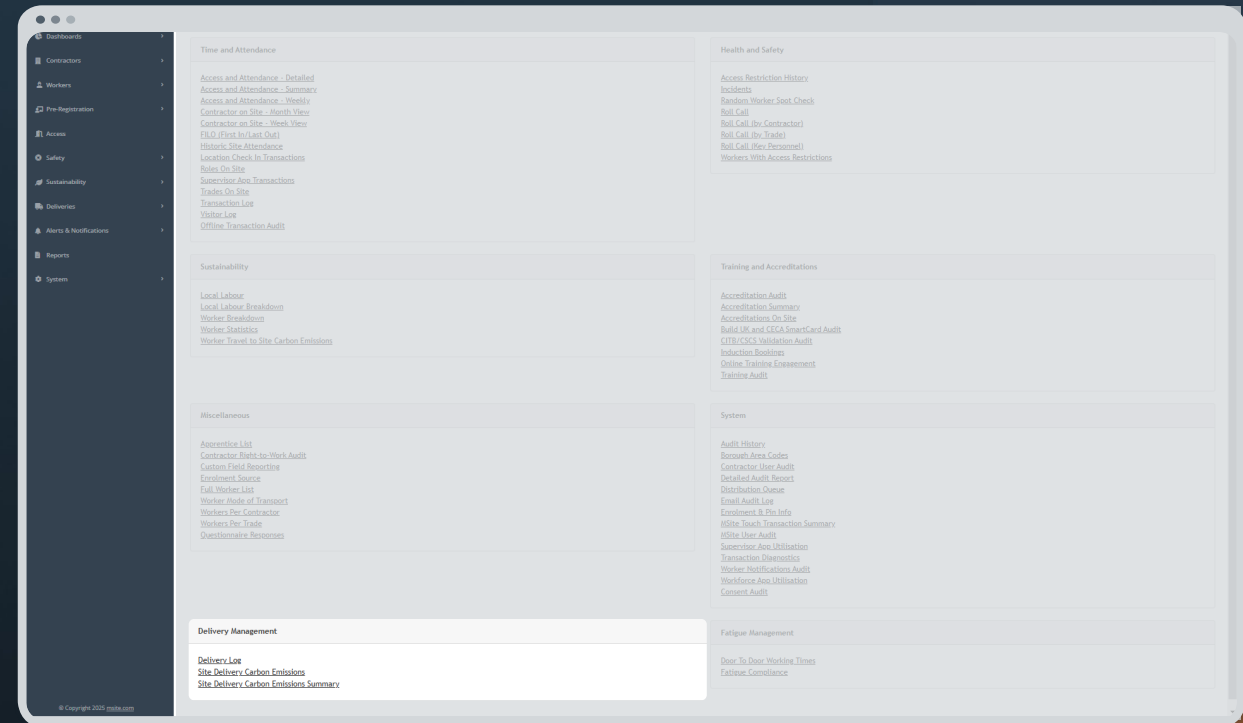 Dashboards
Contractors
Workers
Pre-Registration
Access
Safety
Sustainability
Deliveries
Alerts & Notifications
Reports
System
© Copyright 2025 msite.com
Time and Attendance
Access and Attendance - Detailed
Access and Attendance - Summary
Access and Attendance - Weekly
Contractor on Site - Month View
Contractor on Site - Week View
FILO (First In/Last Out)
Historic Site Attendance
Location Check In Transactions
Roles On Site
Supervisor App Transactions
Trades On Site
Transaction Log
Visitor Log
Offline Transaction Audit
Health and Safety
Access Restriction History
Incidents
Random Worker Spot Check
Roll Call
Roll Call (by Contractor)
Roll Call (by Trade)
Roll Call (Key Personnel)
Workers With Access Restrictions
Sustainability
Local Labour
Local Labour Breakdown
Worker Breakdown
Worker Statistics
Worker Travel to Site Carbon Emissions
Training and Accreditations
Accreditation Audit
Accreditation Summary
Accreditations On Site
Build UK and CECA SmartCard Audit
CITB/CSCS Validation Audit
Induction Bookings
Online Training Engagement
Training Audit
Miscellaneous
Apprentice List
Contractor Right-to-Work Audit
Custom Field Reporting
Enrolment Source
Full Worker List
Worker Mode of Transport
Workers Per Contractor
Workers Per Trade
Questionnaire Responses
System
Audit History
Borough Area Codes
Contractor User Audit
Detailed Audit Report
Distribution Queue
Email Audit Log
Enrolment & Pin Info
MSite Touch Transaction Summary
MSite User Audit
Supervisor App Utilisation
Transaction Diagnostics
Worker Notifications Audit
Workforce App Utilisation
Consent Audit
Delivery Management
Delivery Log
Site Delivery Carbon Emissions
Site Delivery Carbon Emissions Summary
Fatigue Management
Door To Door Working Times
Fatigue Compliance